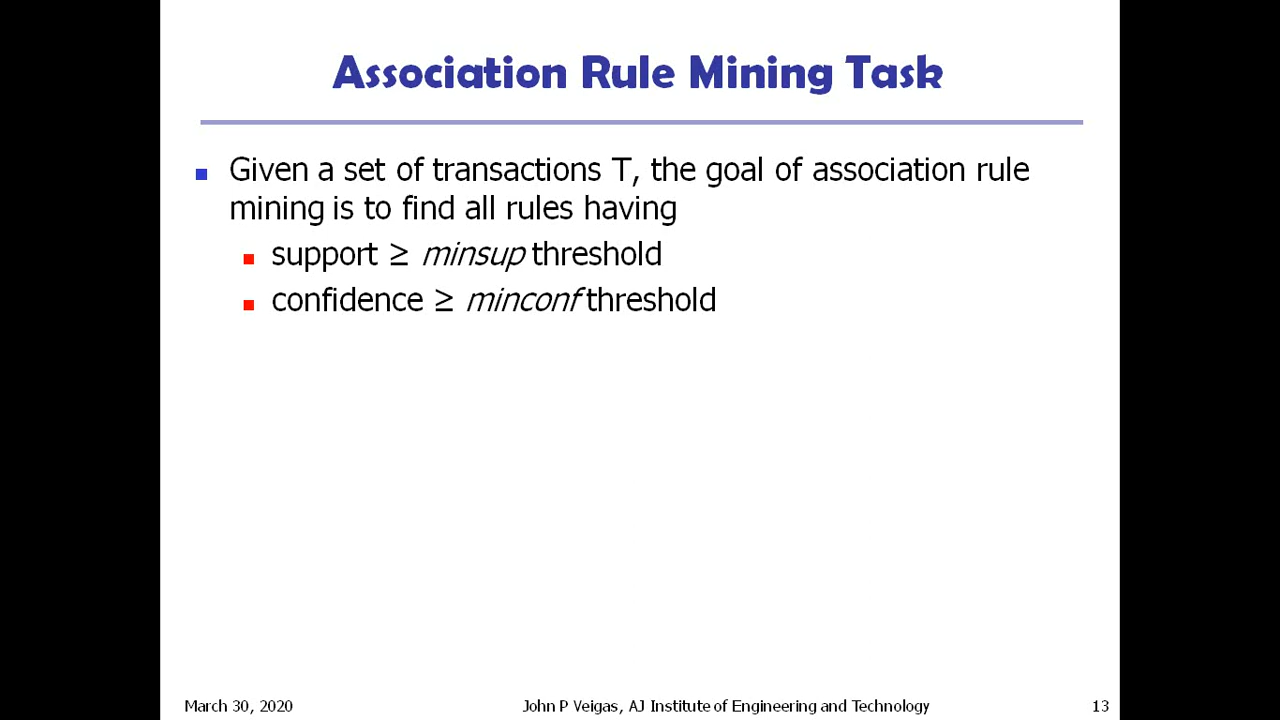 Association Rule Mining Task
Given a set of transactions T, the goal of association rule
mining is to find all rules having
support ≥ minsup threshold
confidence ≥ minconf threshold
March 30, 2020
John P Veigas, AJ Institute of Engineering and Technology
13